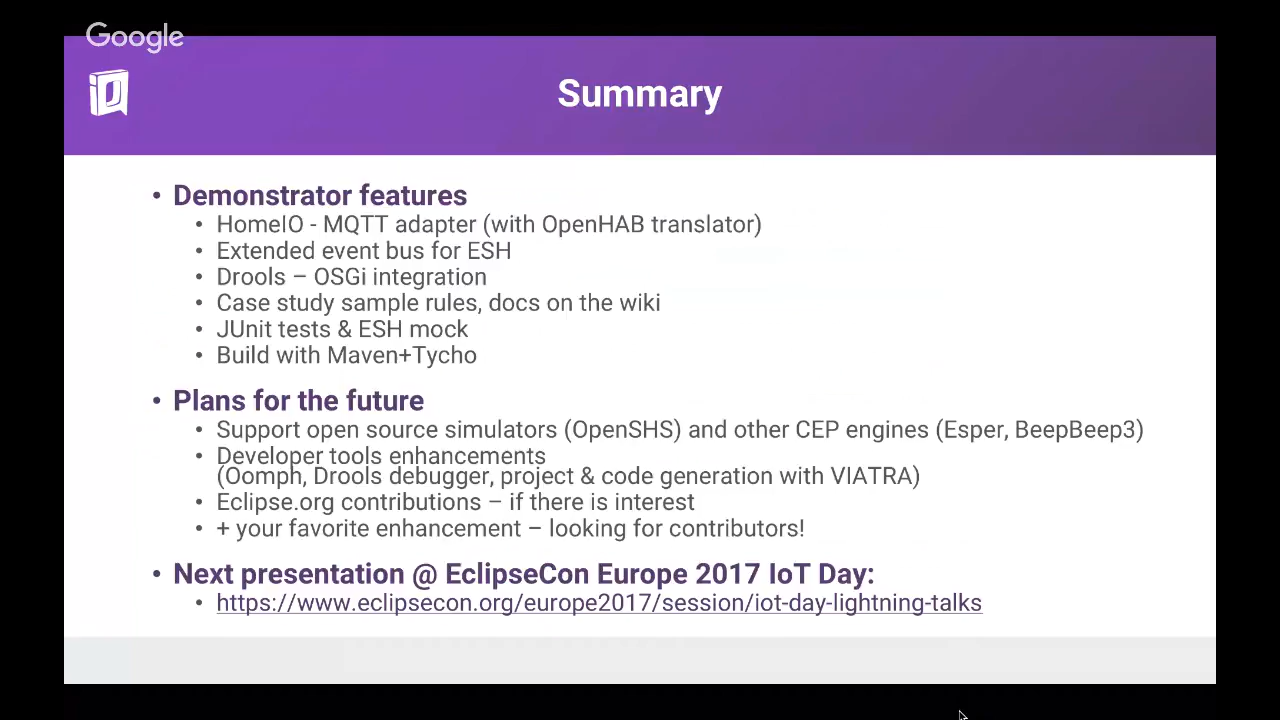 Google
Summary
• Demonstrator features
• HomeIO - MQTT adapter (with OpenHAB translator)
• Extended event bus for ESH
• Drools – OSGi integration
• Case study sample rules, docs on the wiki
• JUnit tests & ESH mock
• Build with Maven+Tycho
• Plans for the future
• Support open source simulators (OpenSHS) and other CEP engines (Esper, BeepBeep3)
• Developer tools enhancements
(Oomph, Drools debugger, project & code generation with VIATRA)
• Eclipse.org contributions – if there is interest
• + your favorite enhancement – looking for contributors!
• Next presentation @ EclipseCon Europe 2017 IoT Day:
• https://www.eclipsecon.org/europe2017/session/iot-day-lightning-talks